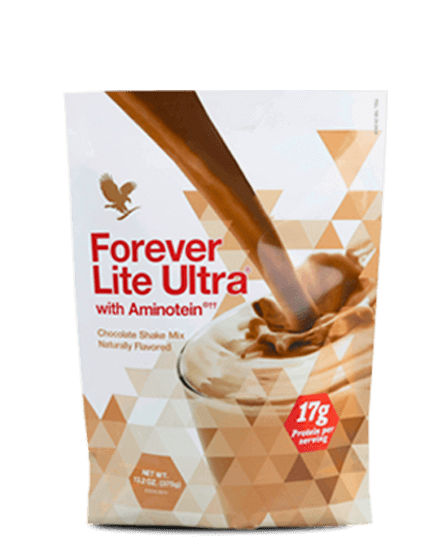 Forever
Lite Ultra®
with Aminotein®††
Chocolate Shake Mix
Naturally Flavored
17g
Protein per
serving
NET WT.
13.2 OZ. (375g)